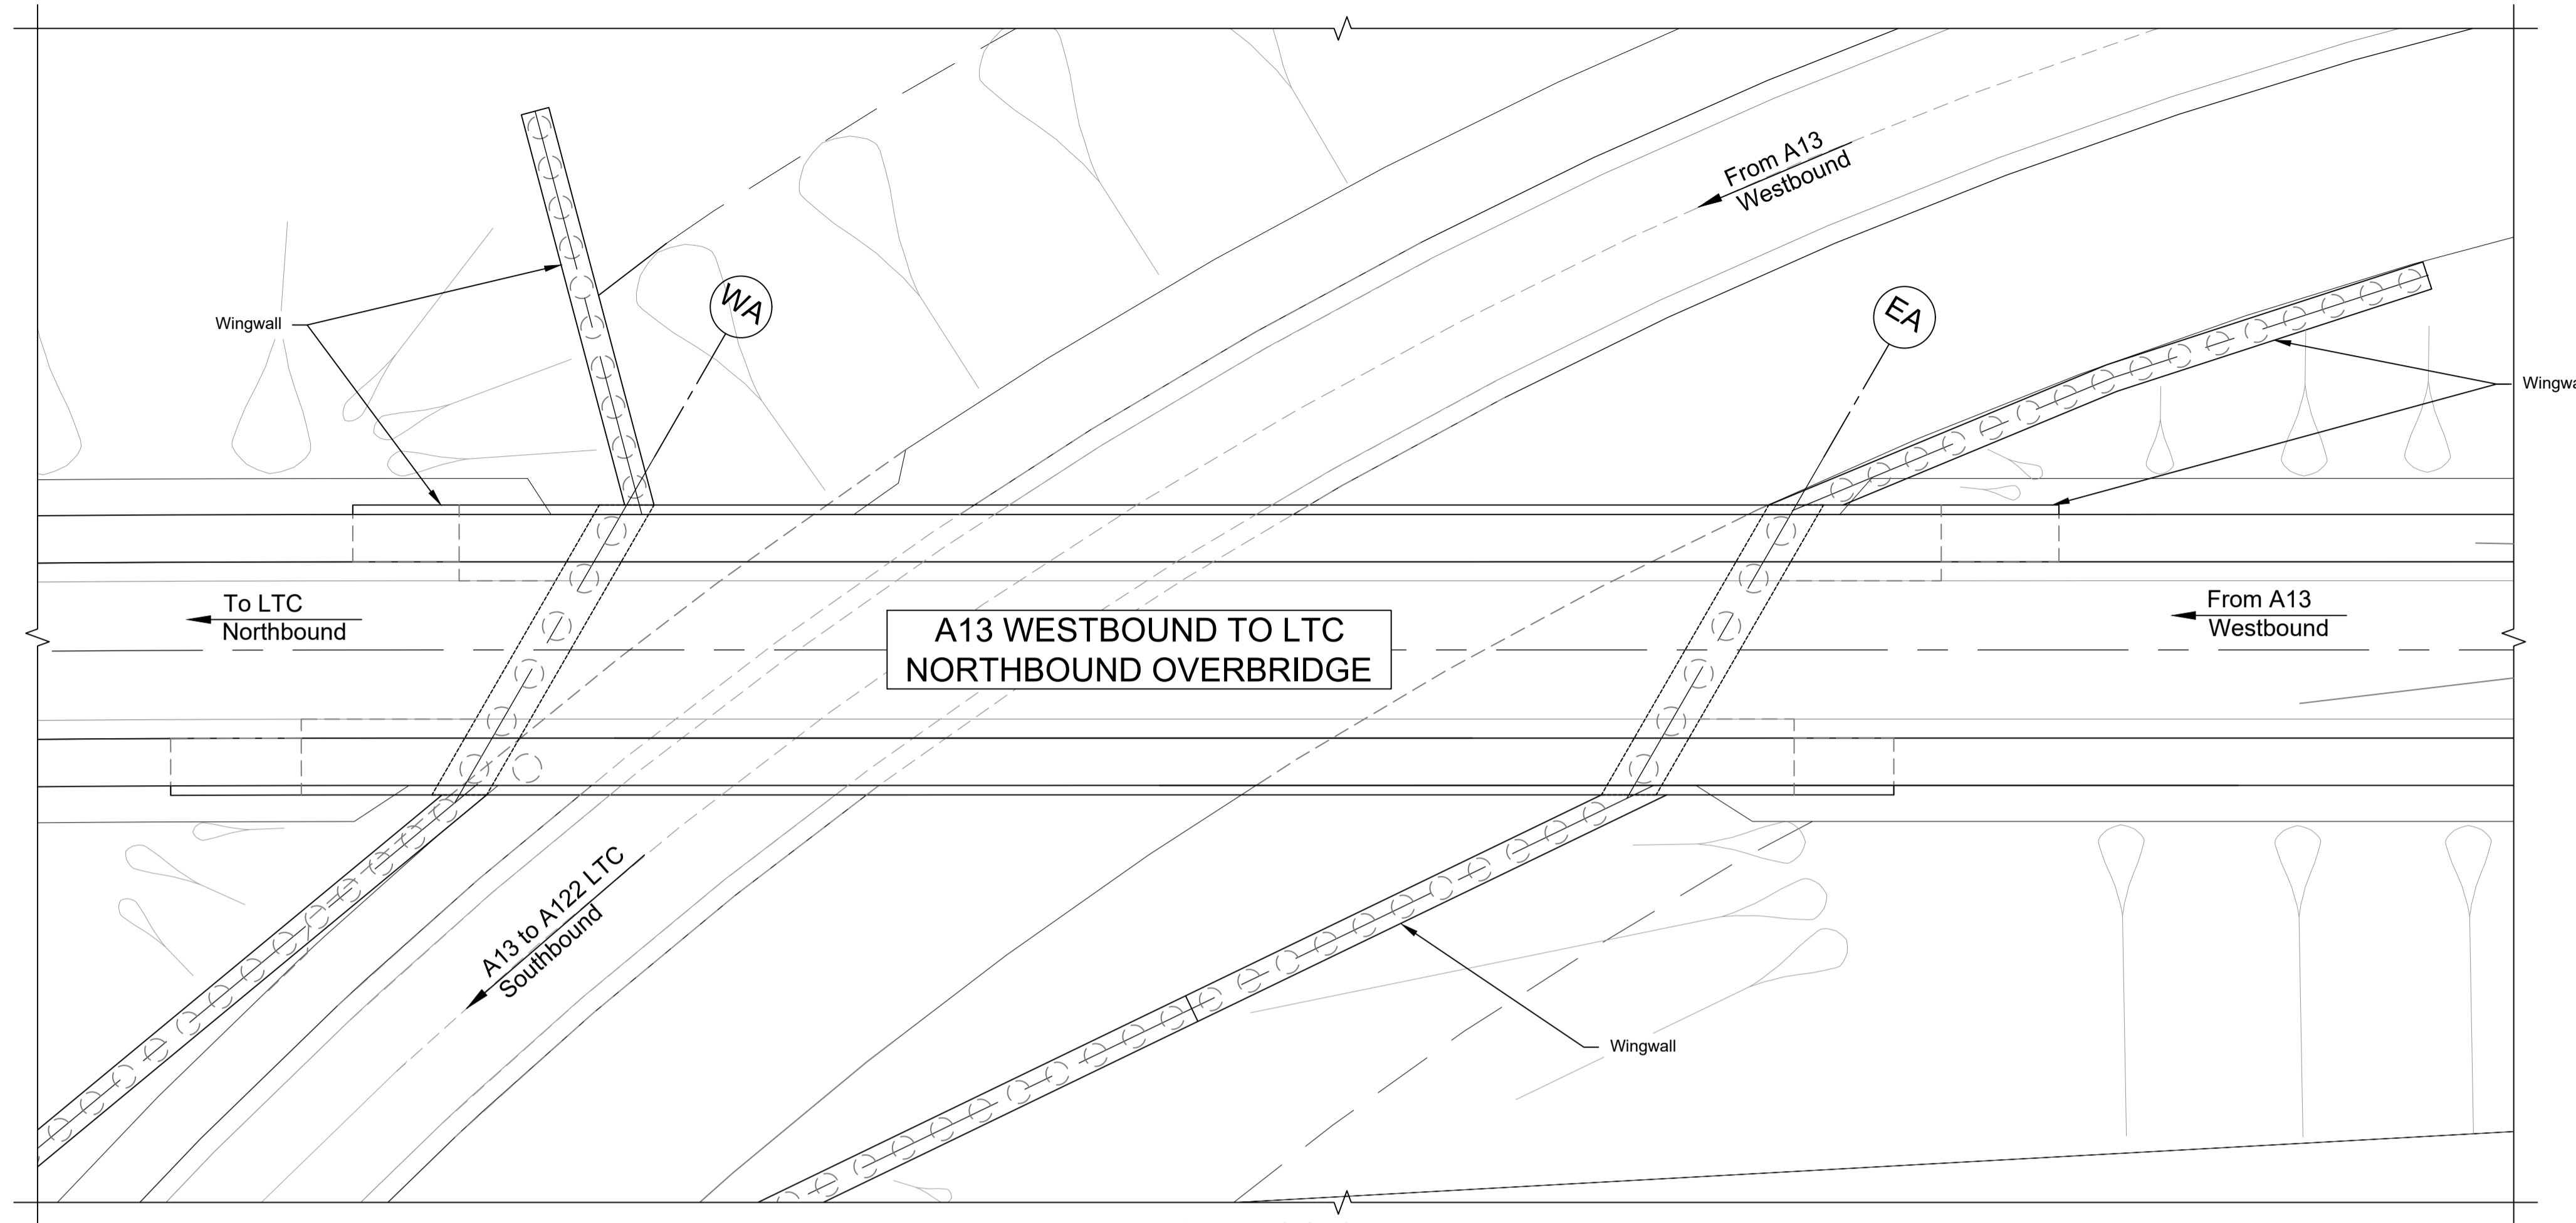 From A13
Westbound
WA
EA
Wingwall
Wingwa
To LTC
Northbound
A13 WESTBOUND TO LTC
NORTHBOUND OVERBRIDGE
From A13
Westbound
A13 to A122 LTC
Southbound
Wingwall